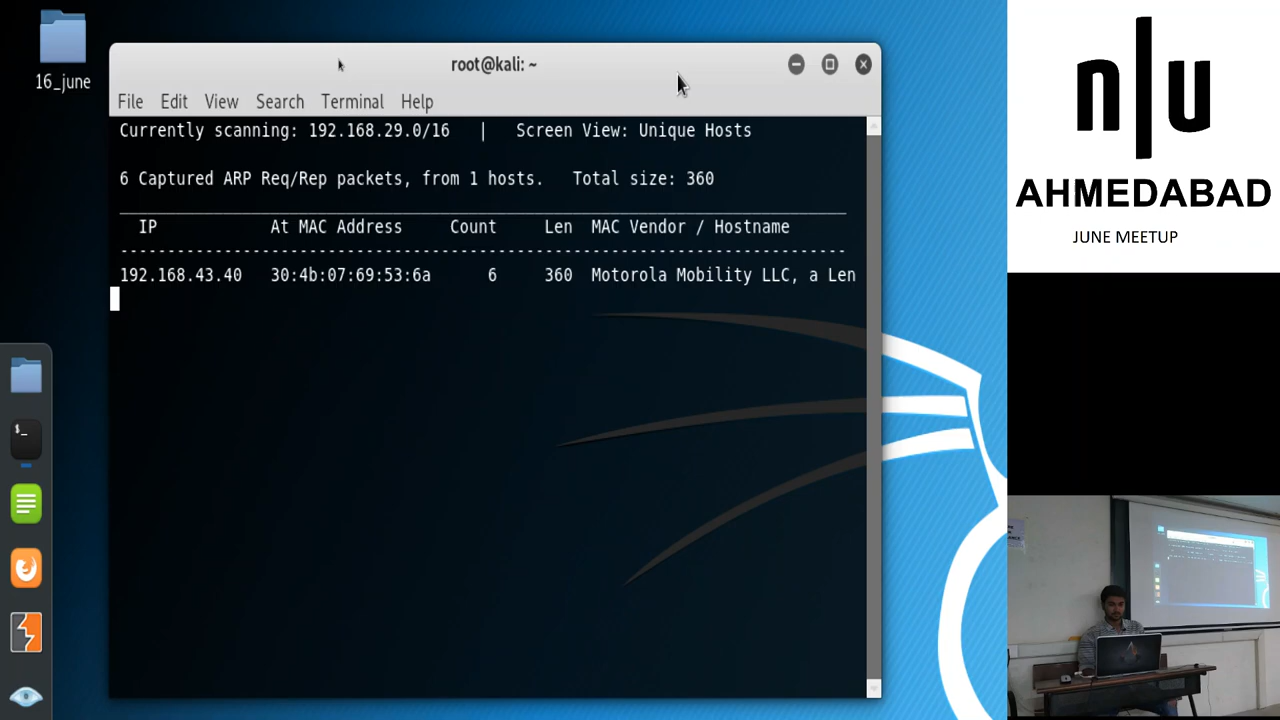 16_june
root@kali: ~
File Edit View Search Terminal Help
Currently scanning: 192.168.29.0/16 | Screen View: Unique Hosts
6 Captured ARP Req/Rep packets, from 1 hosts. Total size: 360
IP At MAC Address Count Len MAC Vendor / Hostname
192.168.43.40 30:4b:07:69:53:6a 6 360 Motorola Mobility LLC, a Len
$_
n|u
AHMEDABAD
JUNE MEETUP